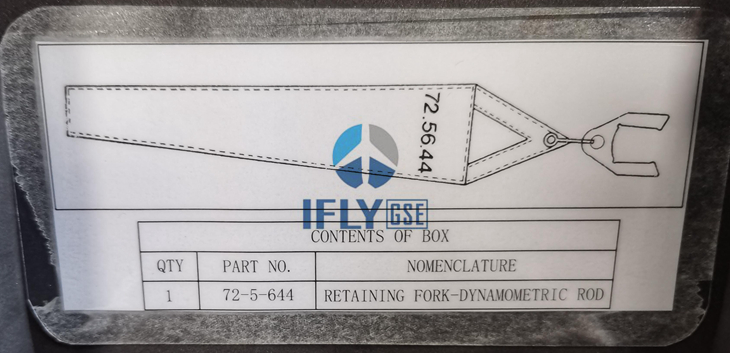 72.56.44
IFLY GSE
CONTENTS OF BOX
QTY PART NO. NOMENCLATURE
1 72-5-644 RETAINING FORK-DYNAMOMETRIC ROD